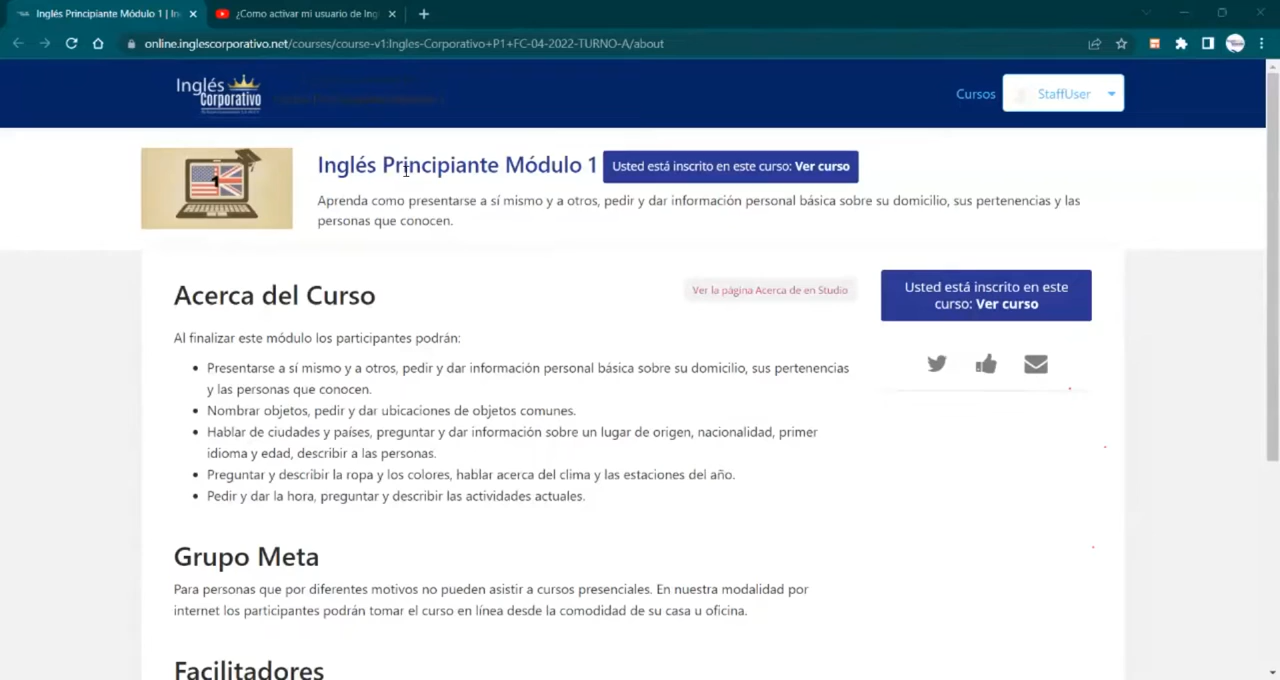 Inglés Principiante Módulo 1 | In
¿Como activar mi usuario de Ing
online.inglescorporativo.net/courses/course-v1:Ingles-Corporativo+P1+FC-04-2022-TURNO-A/about
Inglés
Corporativo
Cursos
StaffUser
1
Inglés Principiante Módulo 1
Usted está inscrito en este curso: Ver curso
Aprenda como presentarse a sí mismo y a otros, pedir y dar información personal básica sobre su domicilio, sus pertenencias y las
personas que conocen.
Acerca del Curso
Ver la página Acerca de en Studio
Usted está inscrito en este
curso: Ver curso
Al finalizar este módulo los participantes podrán:
Presentarse a sí mismo y a otros, pedir y dar información personal básica sobre su domicilio, sus pertenencias
y las personas que conocen.
Nombrar objetos, pedir y dar ubicaciones de objetos comunes.
Hablar de ciudades y países, preguntar y dar información sobre un lugar de origen, nacionalidad, primer
idioma y edad, describir a las personas.
Preguntar y describir la ropa y los colores, hablar acerca del clima y las estaciones del año.
Pedir y dar la hora, preguntar y describir las actividades actuales.
Grupo Meta
Para personas que por diferentes motivos no pueden asistir a cursos presenciales. En nuestra modalidad por
internet los participantes podrán tomar el curso en línea desde la comodidad de su casa u oficina.
Facilitadores